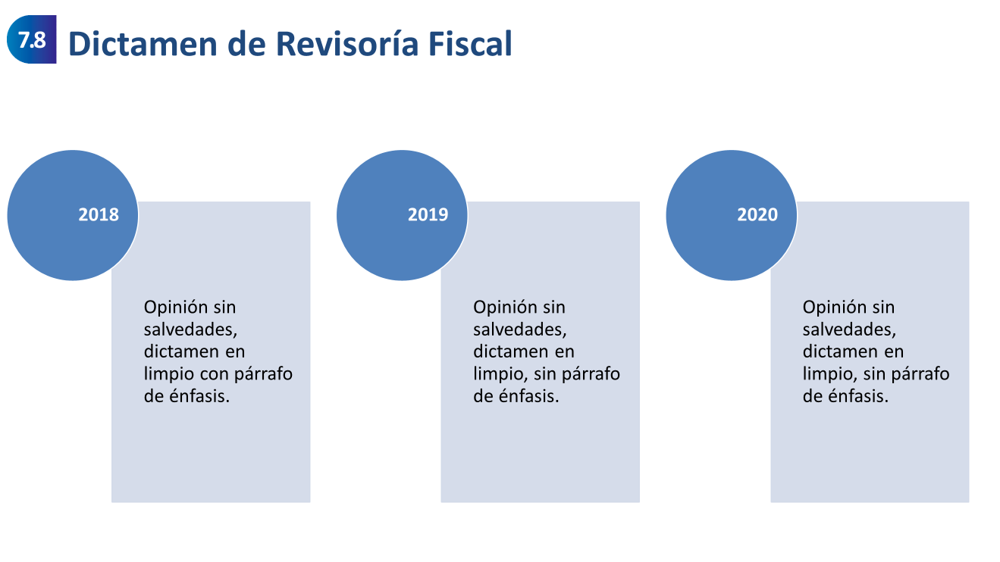 7.8
Dictamen de Revisoría Fiscal
2018
Opinión sin
salvedades,
dictamen en
limpio con párrafo
de énfasis.
2019
Opinión sin
salvedades,
dictamen en
limpio, sin párrafo
de énfasis.
2020
Opinión sin
salvedades,
dictamen en
limpio, sin párrafo
de énfasis.